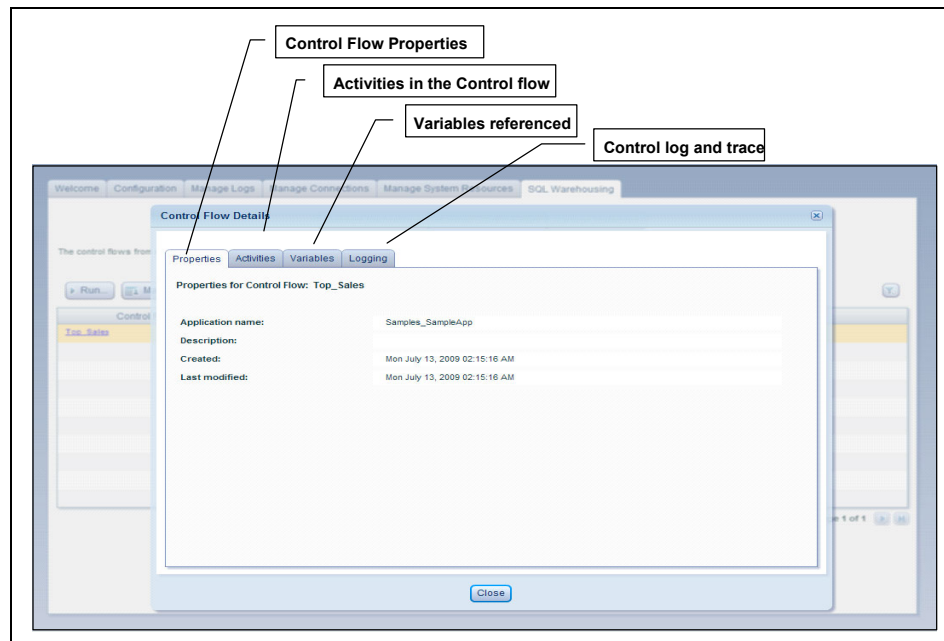 Control Flow Properties
Activities in the Control flow
Variables referenced
Control log and trace
Welcome Configuration Manage Logs Manage Connections Manage System Resources SQL Warehousing
Control Flow Details
The control flows from
Properties Activities Variables Logging
Run... M
Properties for Control Flow: Top_Sales
Control
Top_Sales
Application name: Samples_SampleApp
Description:
Created: Mon July 13, 2009 02:15:16 AM
Last modified: Mon July 13, 2009 02:15:16 AM
1 of 1
Close